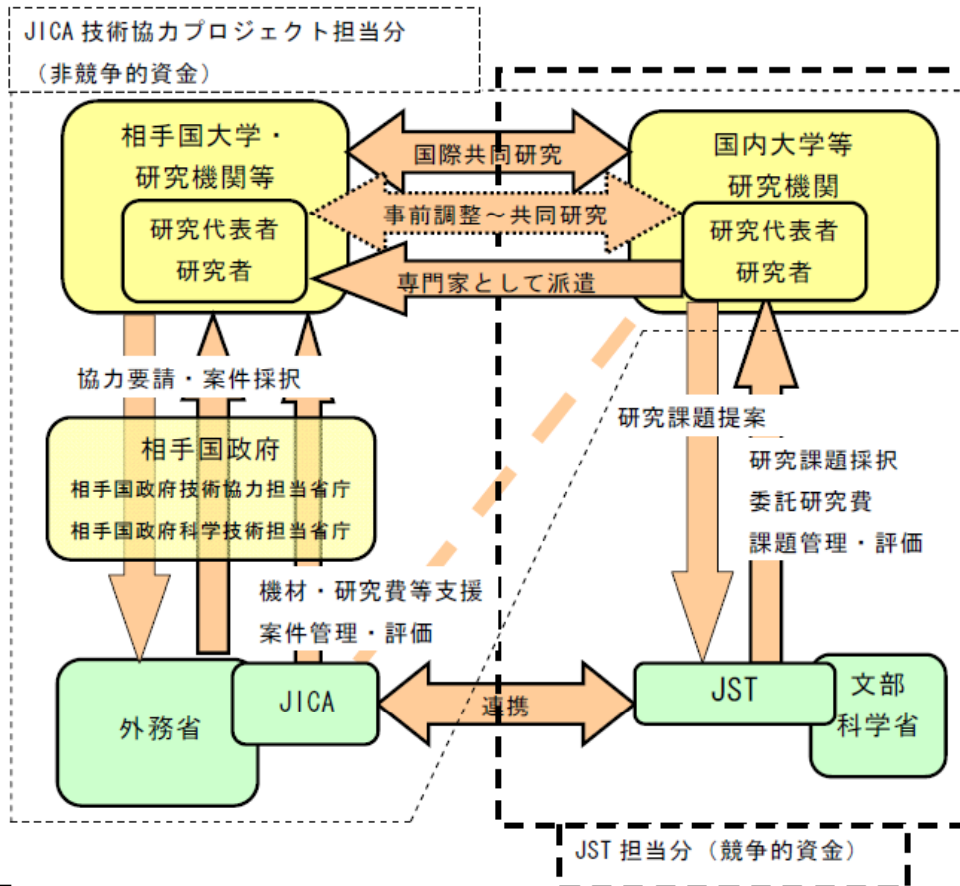 JICA 技術協力プロジェクト担当分
（非競争的資金）
相手国大学・
研究機関等
研究代表者
研究者
国際共同研究
事前調整～共同研究
専門家として派遣
国内大学等
研究機関
研究代表者
研究者
協力要請・案件採択
相手国政府
相手国政府技術協力担当省庁
相手国政府科学技術担当省庁
機材・研究費等支援
案件管理・評価
研究課題提案
研究課題採択
委託研究費
課題管理・評価
外務省
JICA
連携
JST
文部
科学省
JST 担当分（競争的資金）